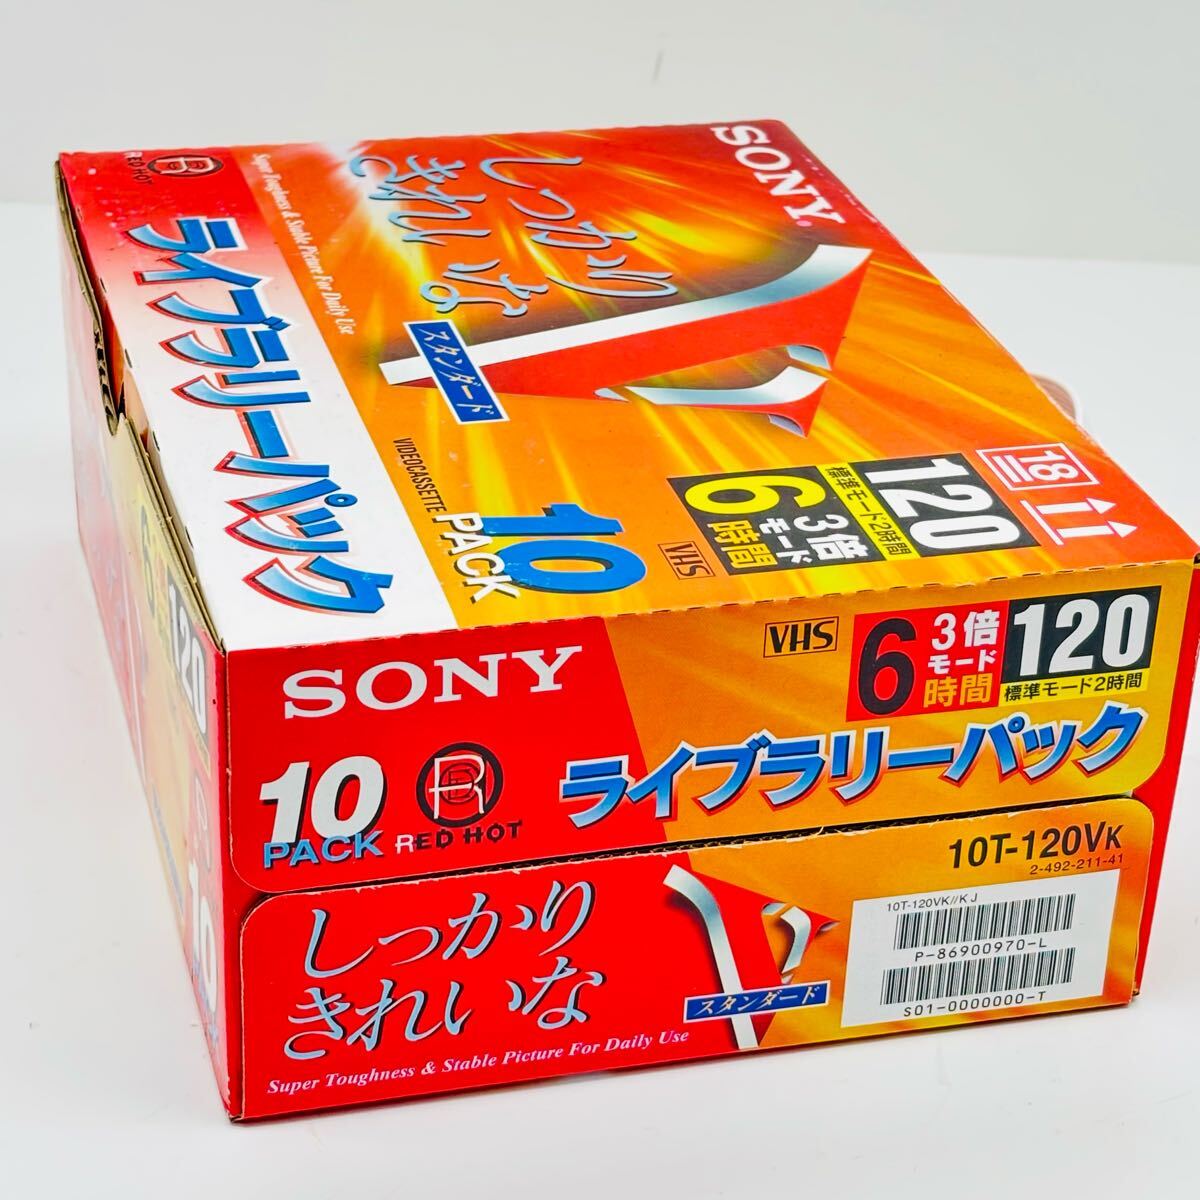 SONY
しっかり
きれいな
スタンダード
RED HOT
Super Toughness & Stable Picture For Daily Use
ライブラリーパック
VIDEOCASSETTE
10
PACK
VHS
120
標準モード2時間
6
3倍
モード
時間
18
SONY
VHS
6
3倍
モード
時間
120
標準モード2時間
10
PACK
RED HOT
ライブラリーパック
10T-120VK
2-492-211-41
しっかり
きれいな
スタンダード
Super Toughness & Stable Picture For Daily Use
10T-120VK//K J
P-86900970-L
S01-0000000-T
120
10